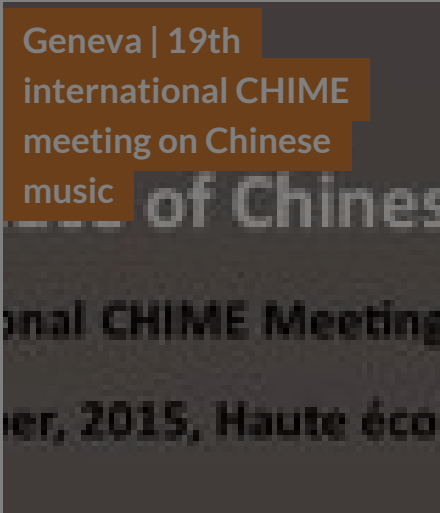 Geneva | 19th
international CHIME
meeting on Chinese
music
of Chines
onal CHIME Meeting
er, 2015, Haute éco